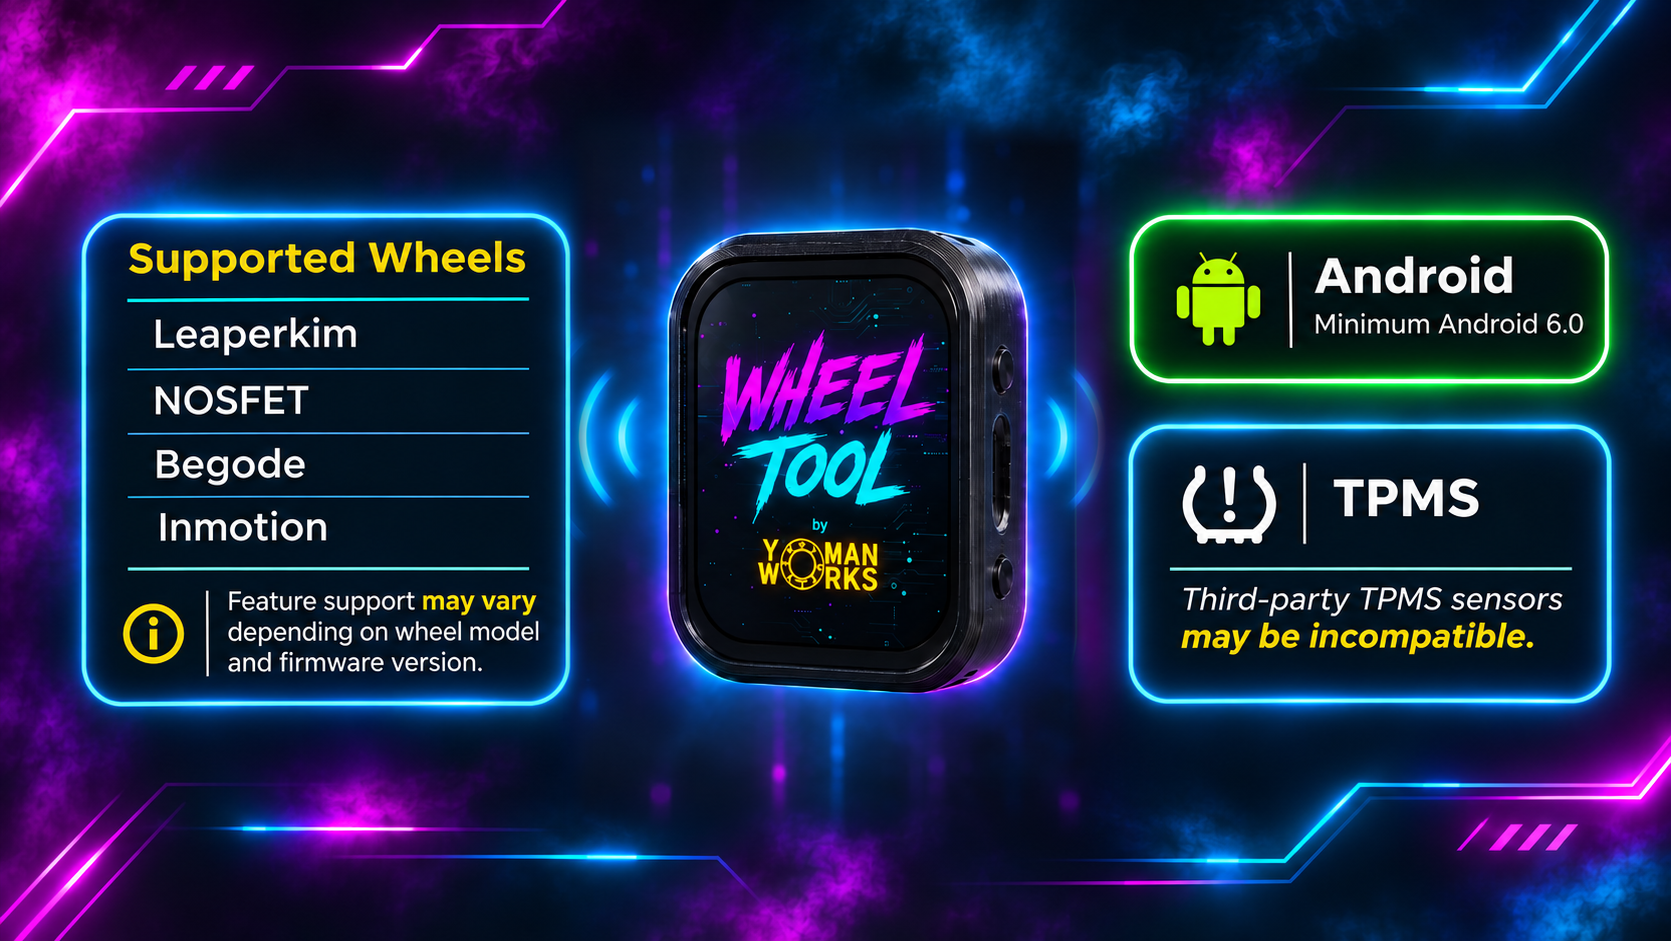 Supported Wheels
Leaperkim
NOSFET
Begode
Inmotion
Feature support may vary
depending on wheel model
and firmware version.
WHEEL
TOOL
by
YOMAN
WORKS
Android
Minimum Android 6.0
TPMS
Third-party TPMS sensors
may be incompatible.